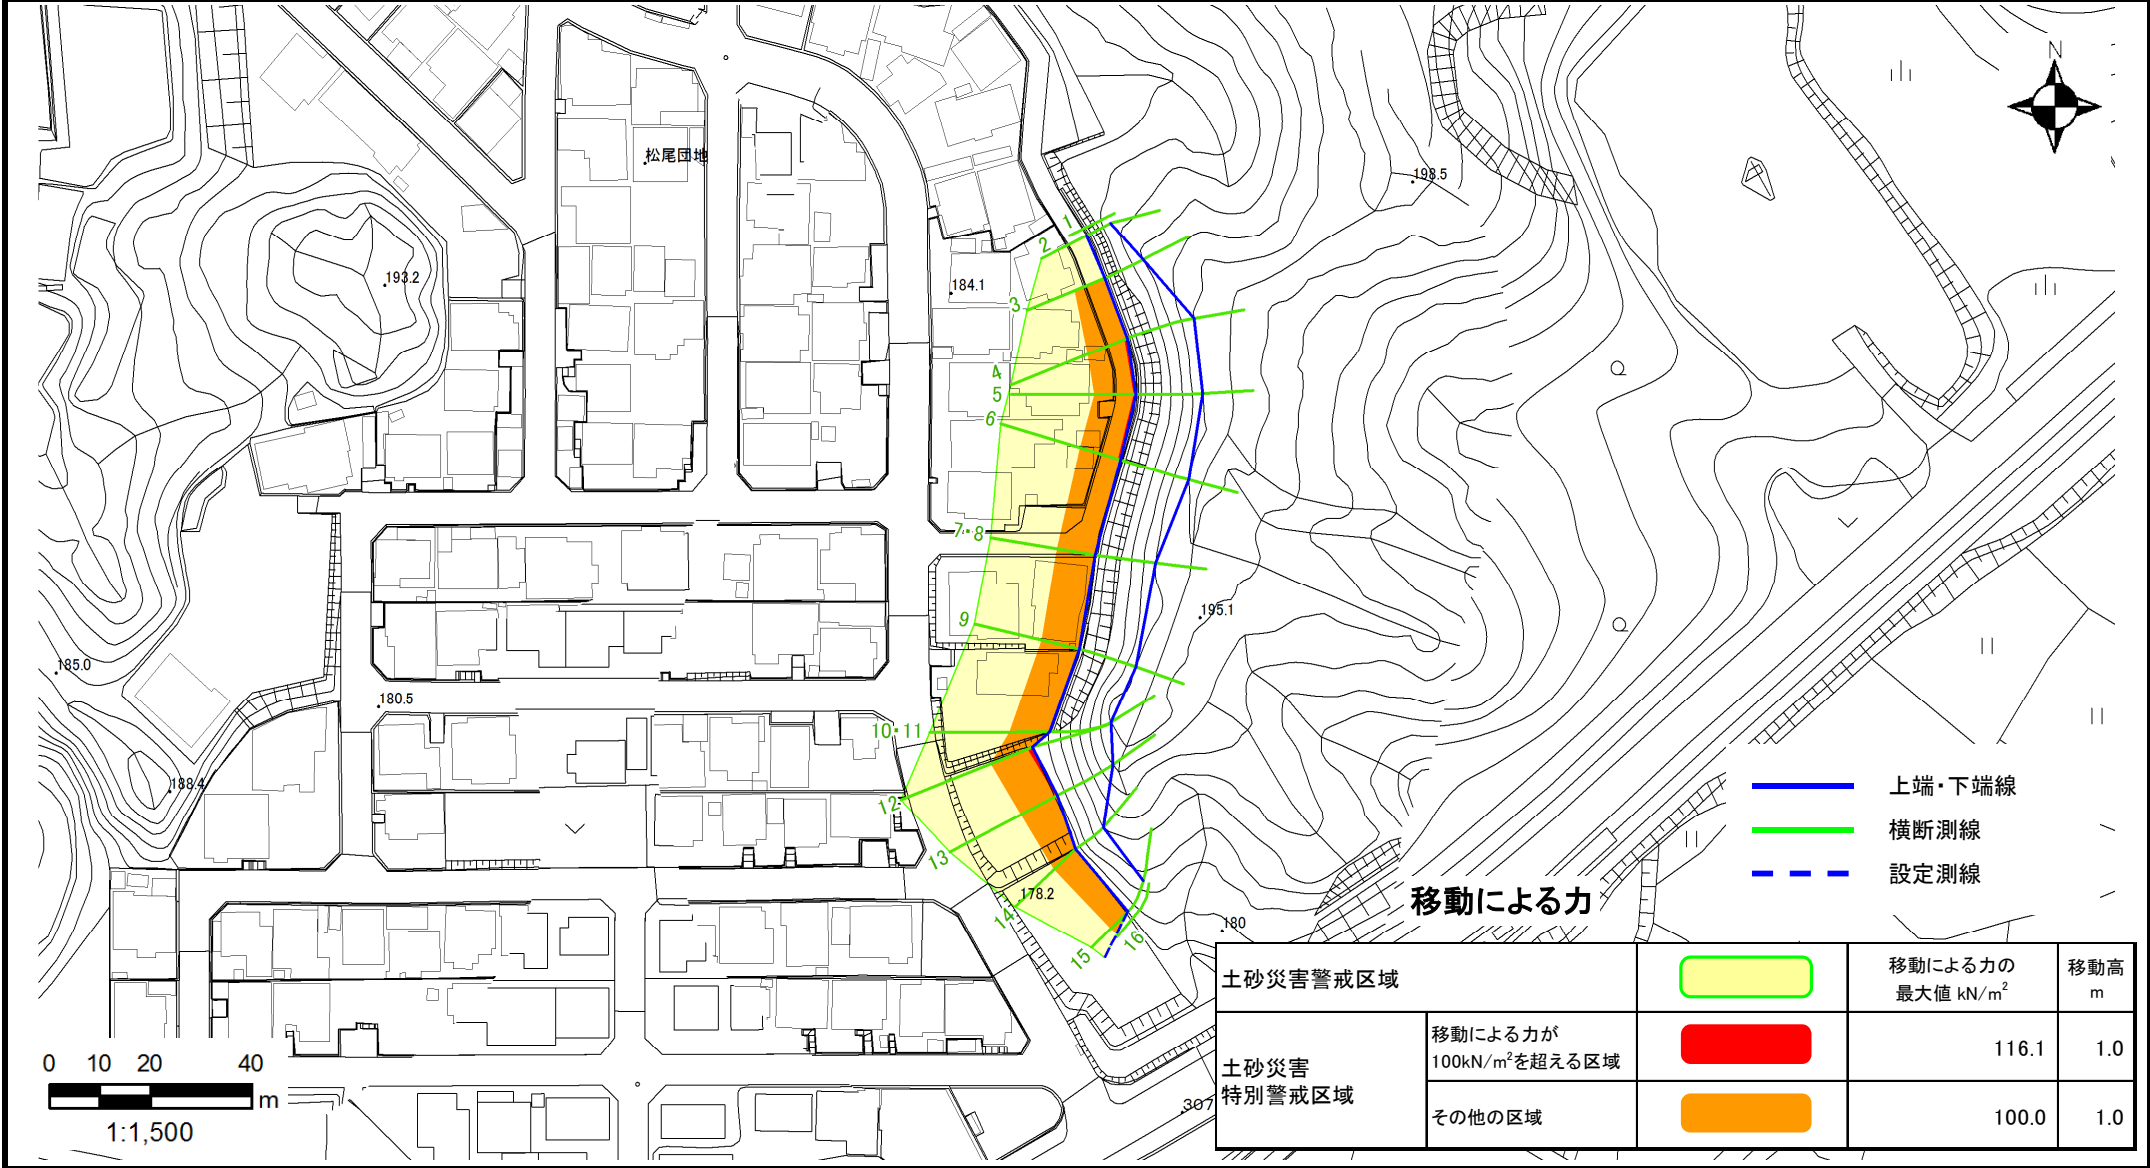 N
松尾団地
198.5
193.2
184.1
1
2
3
4
5
6
7・8
9
10・11
12
13
14
15
16
195.1
185.0
180.5
188.4
178.2
180
307
上端・下端線
横断測線
設定測線
移動による力
土砂災害警戒区域
移動による力の
最大値 kN/m²
移動高
m
土砂災害
特別警戒区域
移動による力が
100kN/m²を超える区域
116.1
1.0
その他の区域
100.0
1.0
0 10 20 40
m
1:1,500